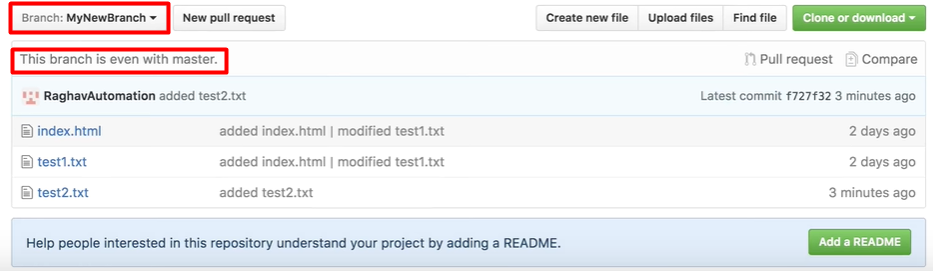 Branch: MyNewBranch New pull request Create new file Upload files Find file Clone or download
This branch is even with master. Pull request Compare
RaghavAutomation added test2.txt Latest commit f727f32 3 minutes ago
index.html added index.html | modified test1.txt 2 days ago
test1.txt added index.html | modified test1.txt 2 days ago
test2.txt added test2.txt 3 minutes ago
Help people interested in this repository understand your project by adding a README. Add a README